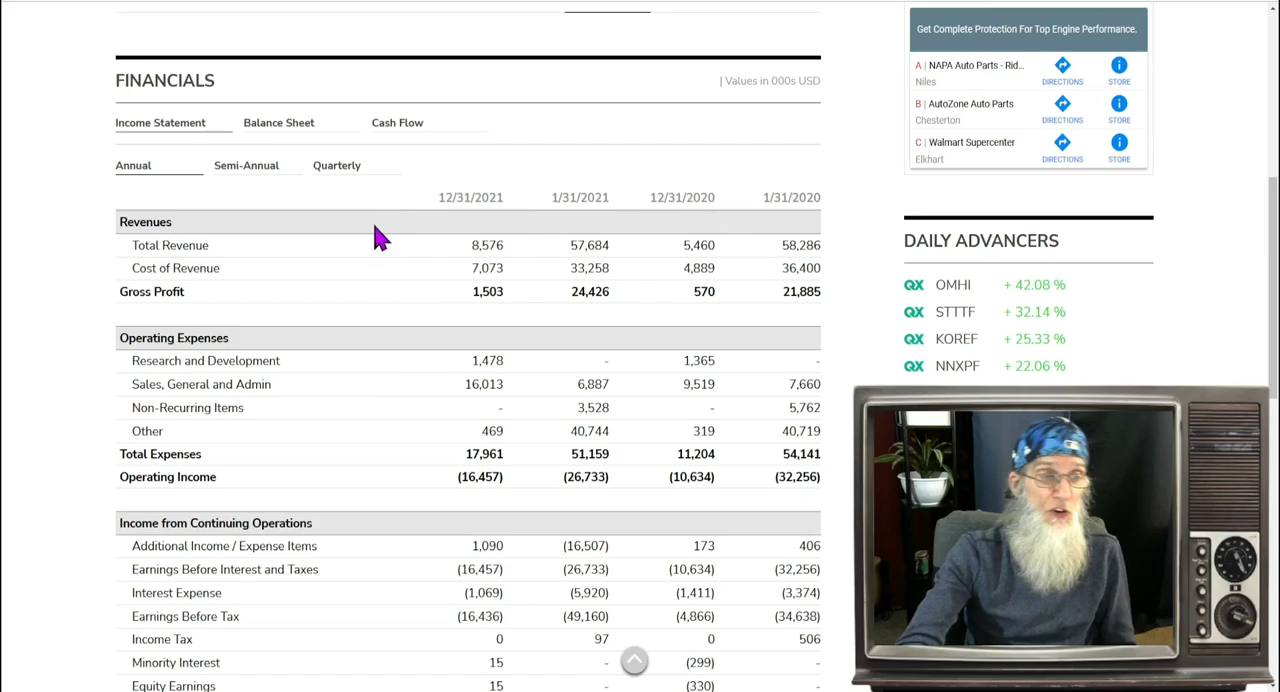 FINANCIALS | Values in 000s USD
Income Statement Balance Sheet Cash Flow
Annual Semi-Annual Quarterly
12/31/2021 1/31/2021 12/31/2020 1/31/2020
Revenues
Total Revenue 8,576 57,684 5,460 58,286
Cost of Revenue 7,073 33,258 4,889 36,400
Gross Profit 1,503 24,426 570 21,885
Operating Expenses
Research and Development 1,478 - 1,365 -
Sales, General and Admin 16,013 6,887 9,519 7,660
Non-Recurring Items - 3,528 - 5,762
Other 469 40,744 319 40,719
Total Expenses 17,961 51,159 11,204 54,141
Operating Income (16,457) (26,733) (10,634) (32,256)
Income from Continuing Operations
Additional Income / Expense Items 1,090 (16,507) 173 406
Earnings Before Interest and Taxes (16,457) (26,733) (10,634) (32,256)
Interest Expense (1,069) (5,920) (1,411) (3,374)
Earnings Before Tax (16,436) (49,160) (4,866) (34,638)
Income Tax 0 97 0 506
Minority Interest 15 - (299) -
Equity Earnings 15 - (330) -
Get Complete Protection For Top Engine Performance.
A | NAPA Auto Parts - Rid...
Niles DIRECTIONS STORE
B | AutoZone Auto Parts
Chesterton DIRECTIONS STORE
C | Walmart Supercenter
Elkhart DIRECTIONS STORE
DAILY ADVANCERS
QX OMHI + 42.08 %
QX STTTF + 32.14 %
QX KOREF + 25.33 %
QX NNXPF + 22.06 %